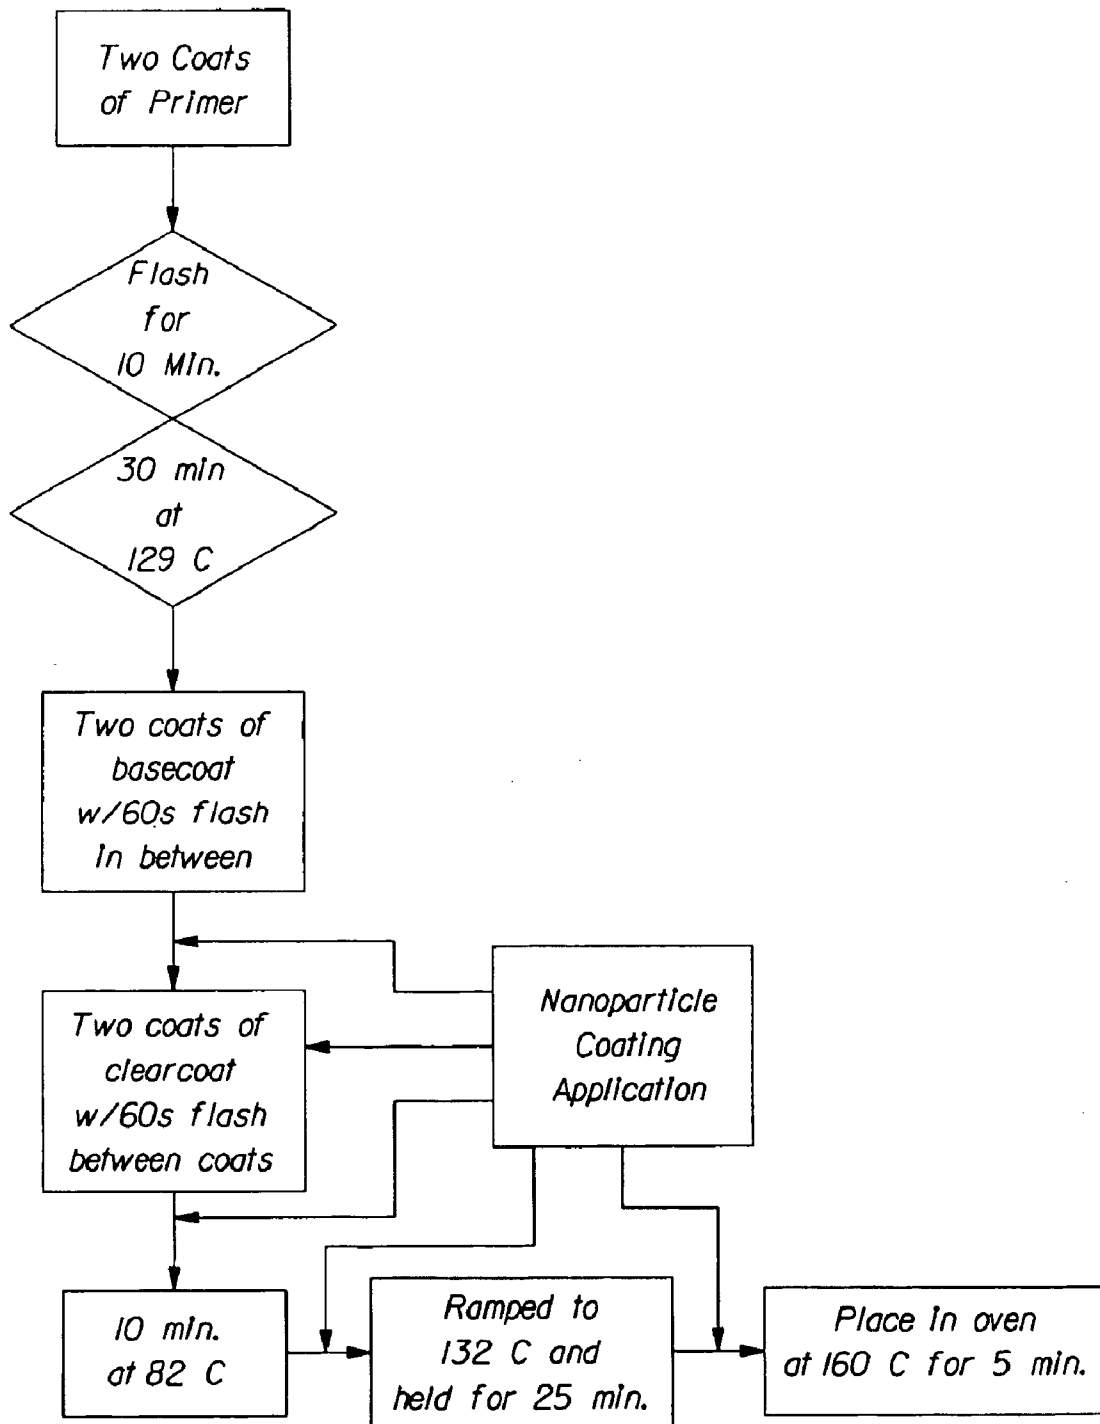 Two Coats
of Primer
Flash
for
10 Min.
30 min
at
129 C
Two coats of
basecoat
w/60s flash
in between
Two coats of
clearcoat
w/60s flash
between coats
Nanoparticle
Coating
Application
10 min.
at 82 C
Ramped to
132 C and
held for 25 min.
Place in oven
at 160 C for 5 min.